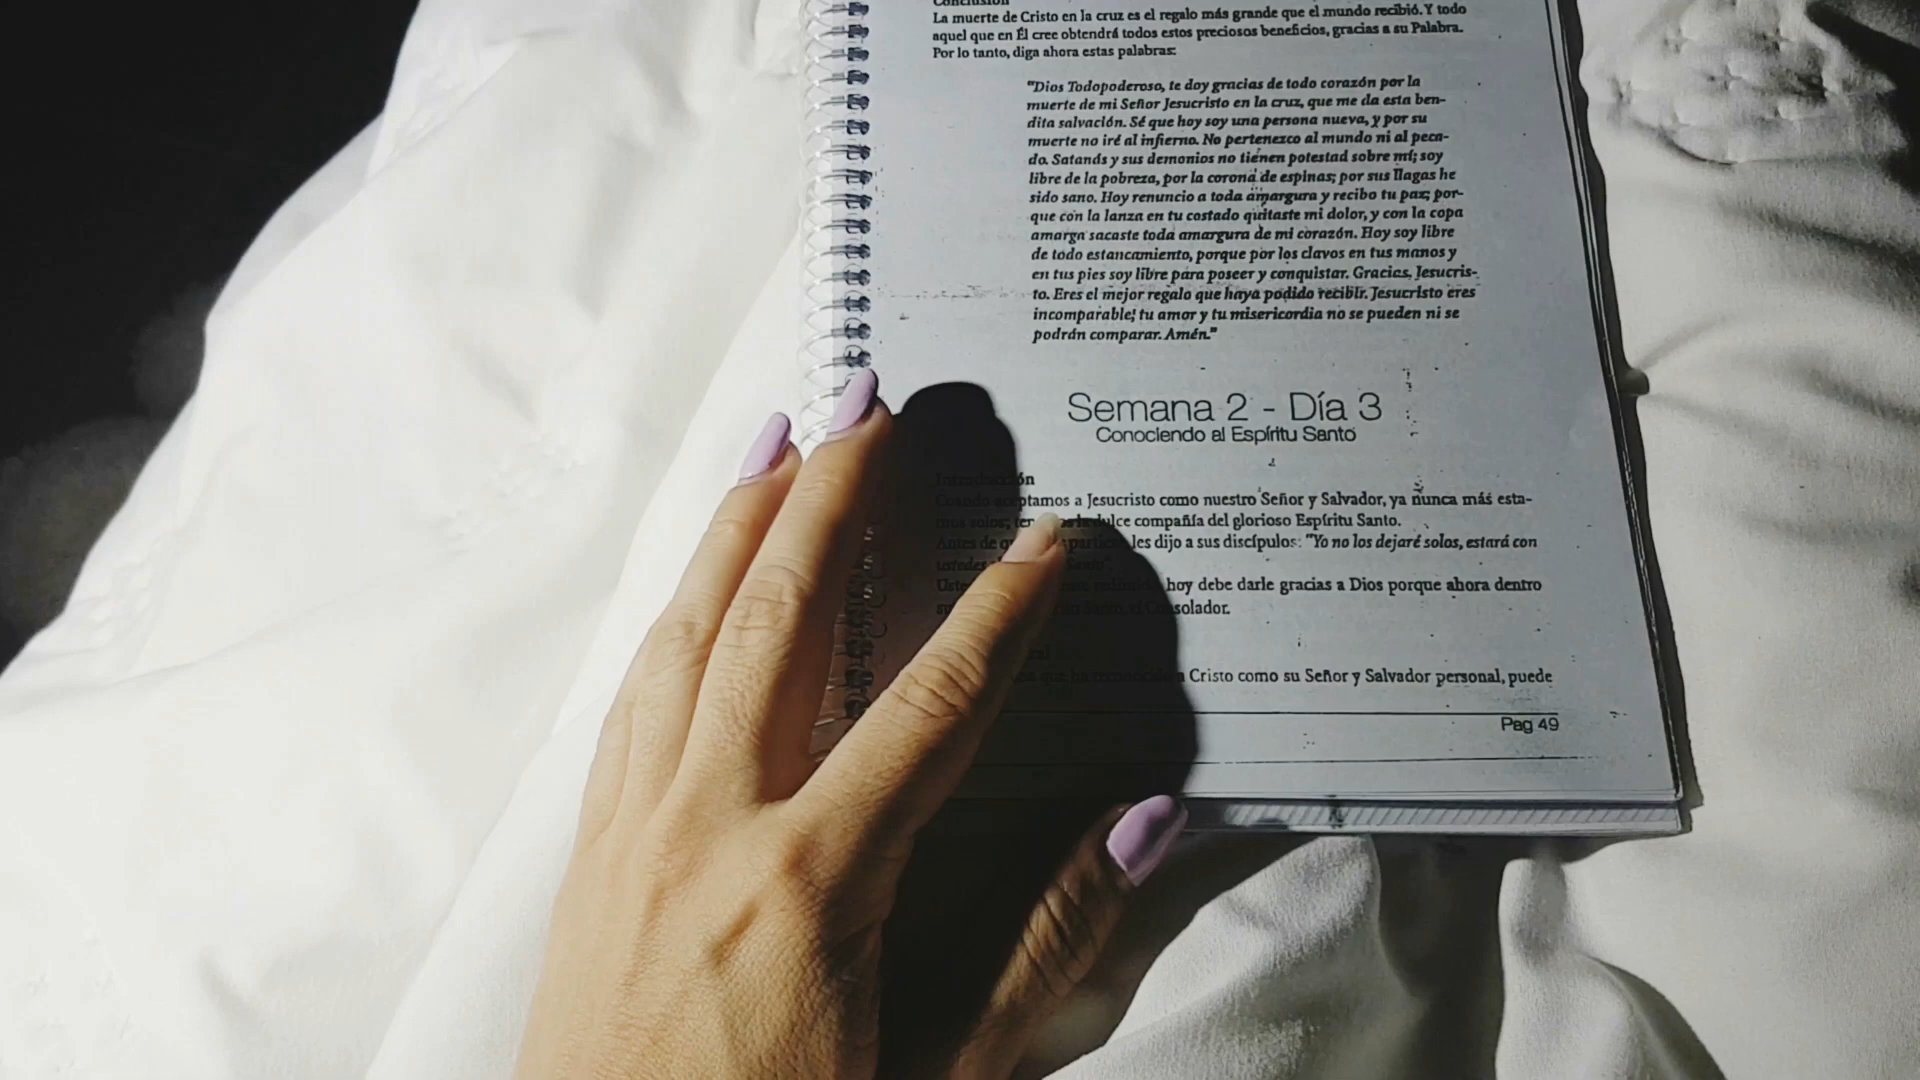 Conclusión
La muerte de Cristo en la cruz es el regalo más grande que el mundo recibió. Y todo
aquel que en Él cree obtendrá todos estos preciosos beneficios, gracias a su Palabra.
Por lo tanto, diga ahora estas palabras:
"Dios Todopoderoso, te doy gracias de todo corazón por la
muerte de mi Señor Jesucristo en la cruz, que me da esta ben-
dita salvación. Sé que hoy soy una persona nueva, y por su
muerte no iré al infierno. No pertenezco al mundo ni al peca-
do. Satanás y sus demonios no tienen potestad sobre mí; soy
libre de la pobreza, por la corona de espinas; por sus llagas he
sido sano. Hoy renuncio a toda amargura y recibo tu paz; por-
que con la lanza en tu costado quitaste mi dolor, y con la copa
amarga sacaste toda amargura de mi corazón. Hoy soy libre
de todo estancamiento, porque por los clavos en tus manos y
en tus pies soy libre para poseer y conquistar. Gracias, Jesucris-
to. Eres el mejor regalo que haya podido recibir. Jesucristo eres
incomparable; tu amor y tu misericordia no se pueden ni se
podrán comparar. Amén."
Semana 2 - Día 3
Conociendo al Espíritu Santo
Introducción
Cuando aceptamos a Jesucristo como nuestro Señor y Salvador, ya nunca más esta-
mos solos; la dulce compañía del glorioso Espíritu Santo.
Antes de les dijo a sus discípulos: "Yo no los dejaré solos, estará con
ustedes Santo"
hoy debe darle gracias a Dios porque ahora dentro
Consolador.
a Cristo como su Señor y Salvador personal, puede
Pag 49